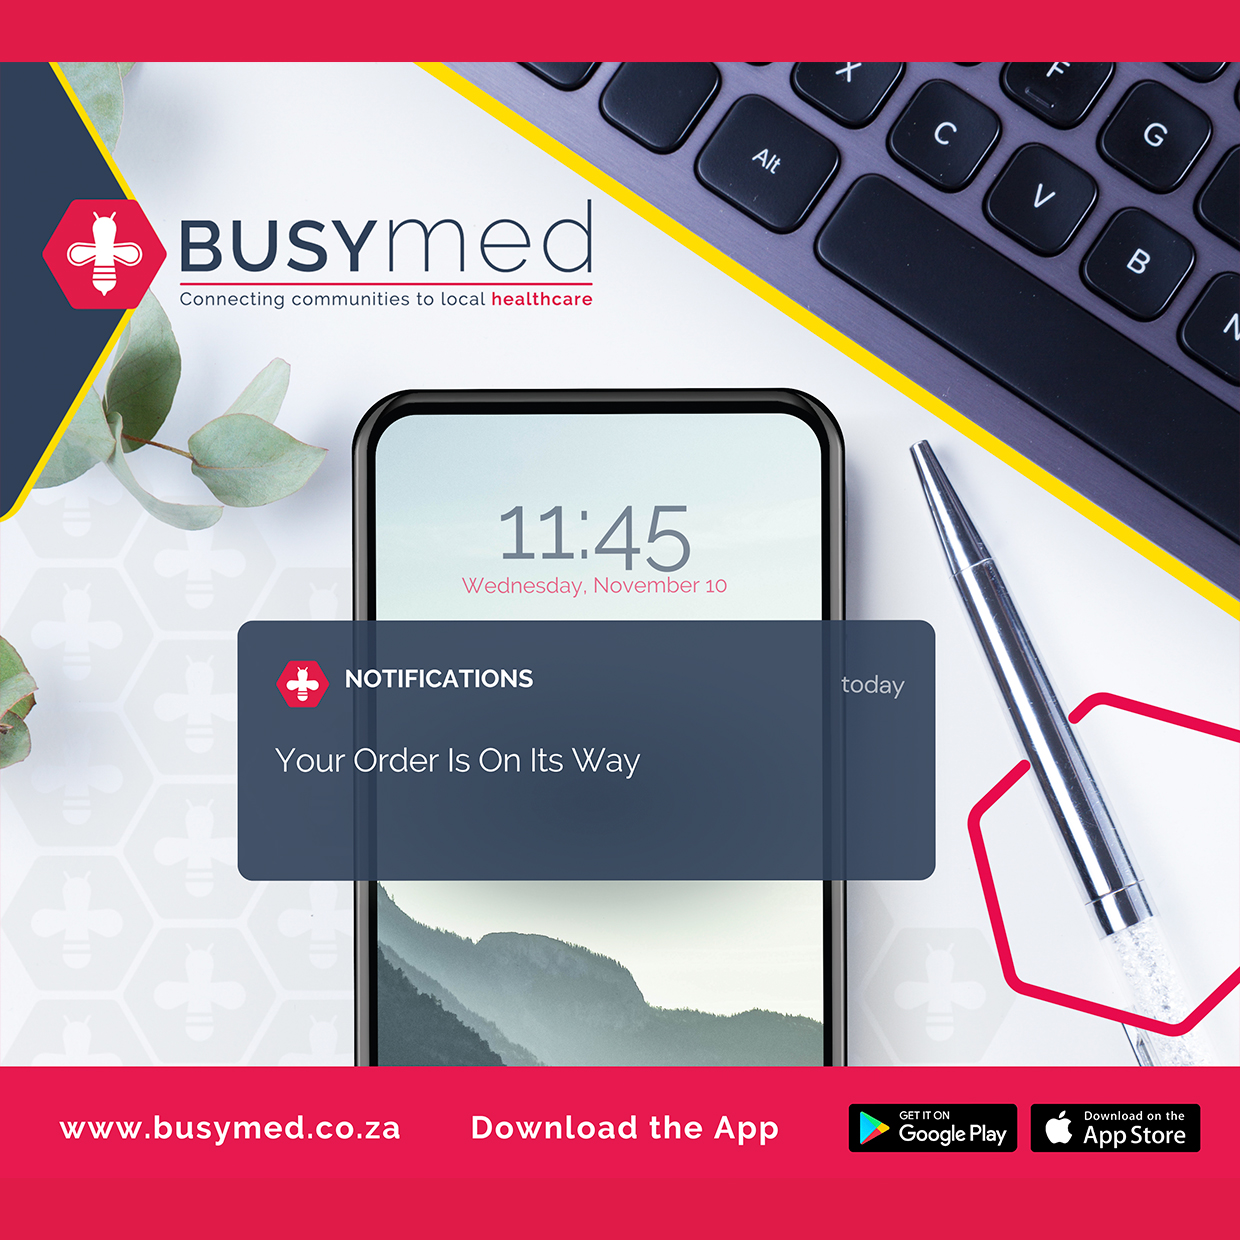 X
F
Alt
C
G
V
B
N
BUSYmed
Connecting communities to local healthcare
11:45
Wednesday, November 10
NOTIFICATIONS
today
Your Order Is On Its Way
www.busymed.co.za
Download the App
GET IT ON
Google Play
Download on the
App Store